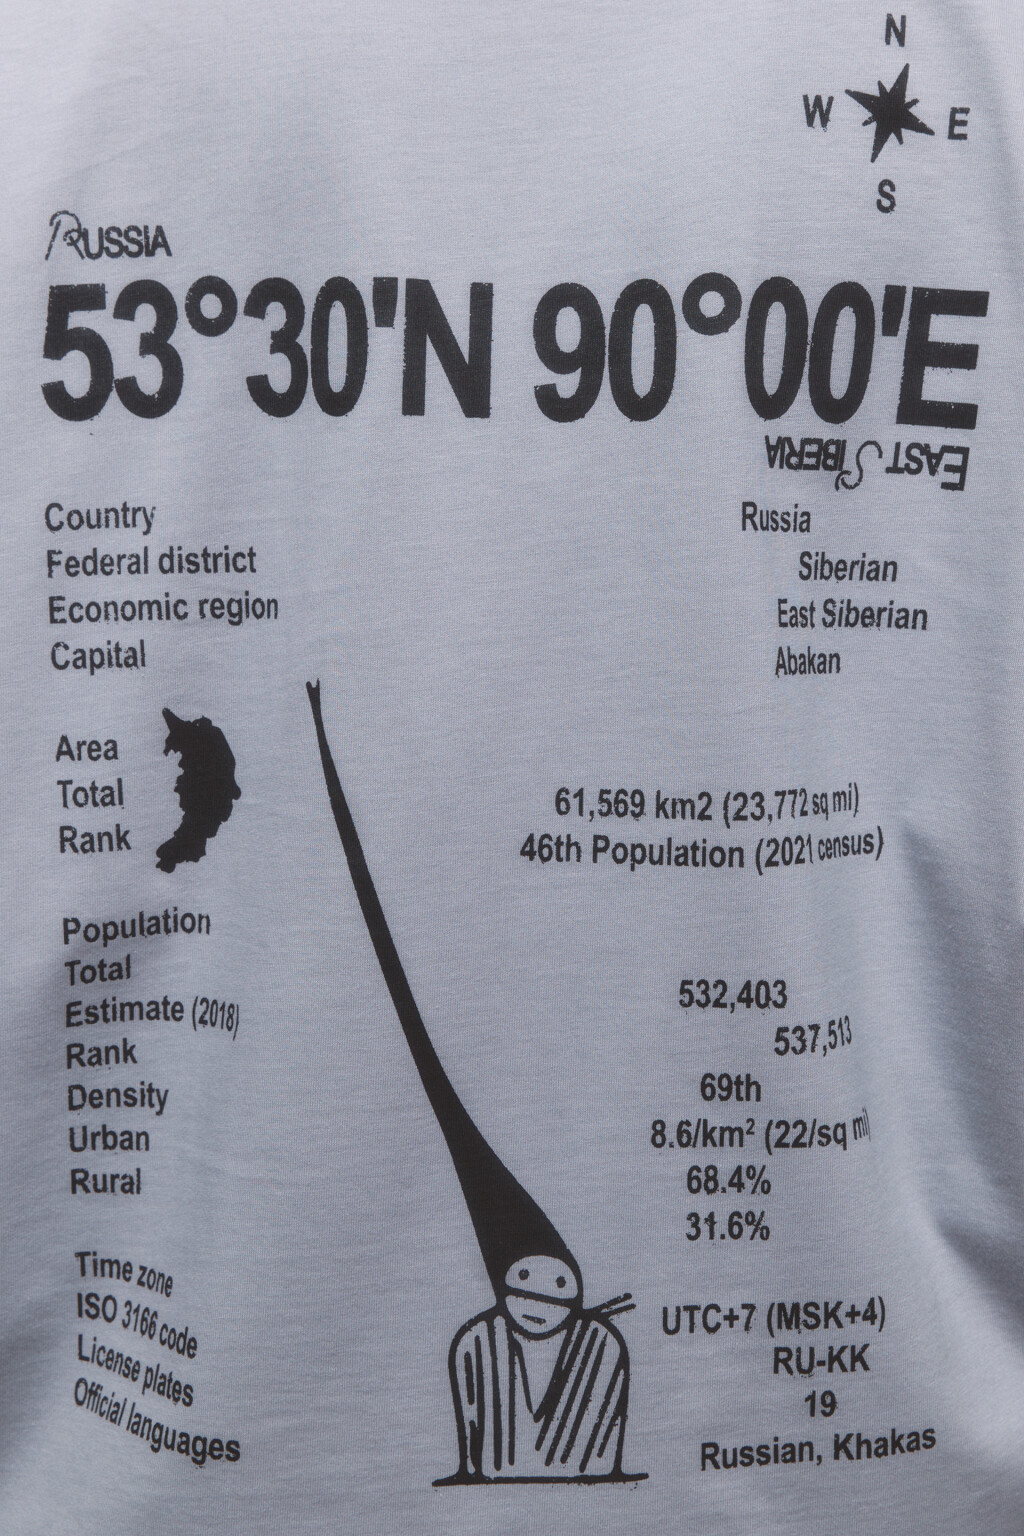 N
W E
S
RUSSIA
53°30'N 90°00'E
EAST SIBERIA
Country Russia
Federal district Siberian
Economic region East Siberian
Capital Abakan
Area
Total 61,569 km2 (23,772 sq mi)
Rank 46th Population (2021 census)
Population
Total 532,403
Estimate (2018) 537,513
Rank 69th
Density 8.6/km² (22/sq mi)
Urban 68.4%
Rural 31.6%
Time zone UTC+7 (MSK+4)
ISO 3166 code RU-KK
License plates 19
Official languages Russian, Khakas